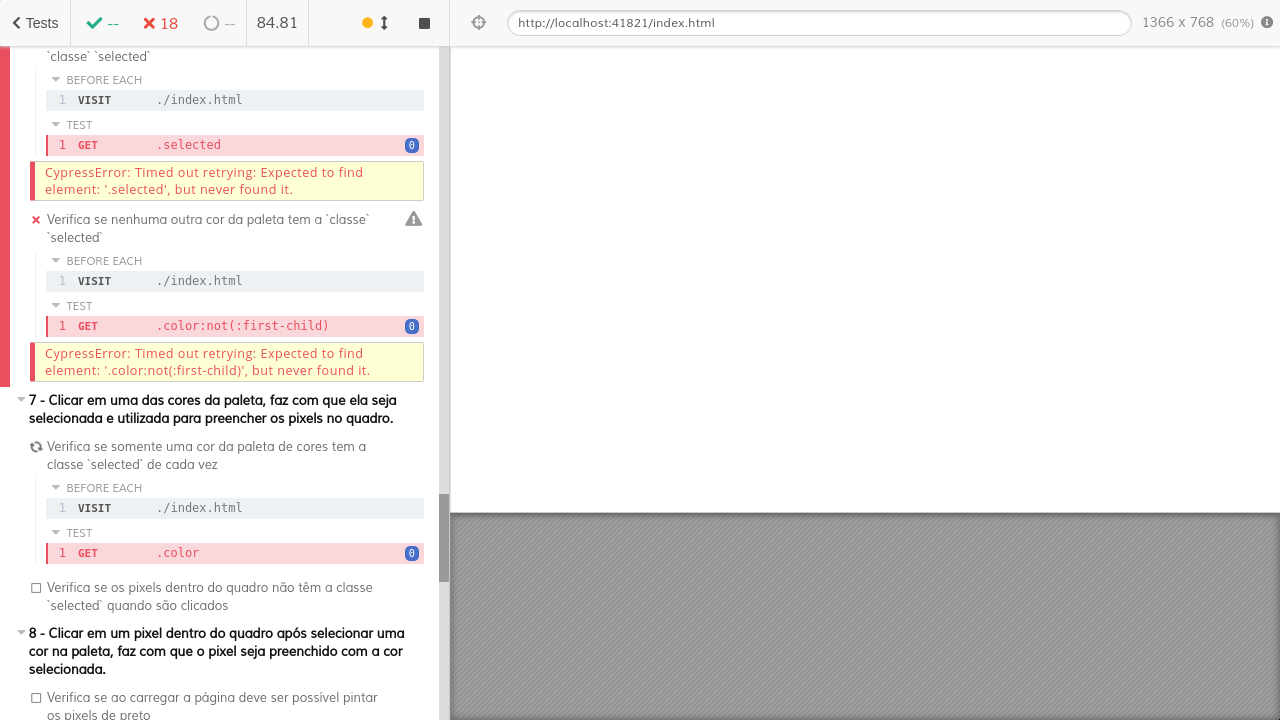 Tests
--
18
--
84.81
http://localhost:41821/index.html
1366 x 768 (60%)
`classe` `selected`
BEFORE EACH
1 VISIT ./index.html
TEST
1 GET .selected 0
CypressError: Timed out retrying: Expected to find
element: '.selected', but never found it.
Verifica se nenhuma outra cor da paleta tem a `classe`
`selected`
BEFORE EACH
1 VISIT ./index.html
TEST
1 GET .color:not(:first-child) 0
CypressError: Timed out retrying: Expected to find
element: '.color:not(:first-child)', but never found it.
7 - Clicar em uma das cores da paleta, faz com que ela seja
selecionada e utilizada para preencher os pixels no quadro.
Verifica se somente uma cor da paleta de cores tem a
classe `selected` de cada vez
BEFORE EACH
1 VISIT ./index.html
TEST
1 GET .color 0
Verifica se os pixels dentro do quadro não têm a classe
`selected` quando são clicados
8 - Clicar em um pixel dentro do quadro após selecionar uma
cor na paleta, faz com que o pixel seja preenchido com a cor
selecionada.
Verifica se ao carregar a página deve ser possível pintar
os pixels de preto